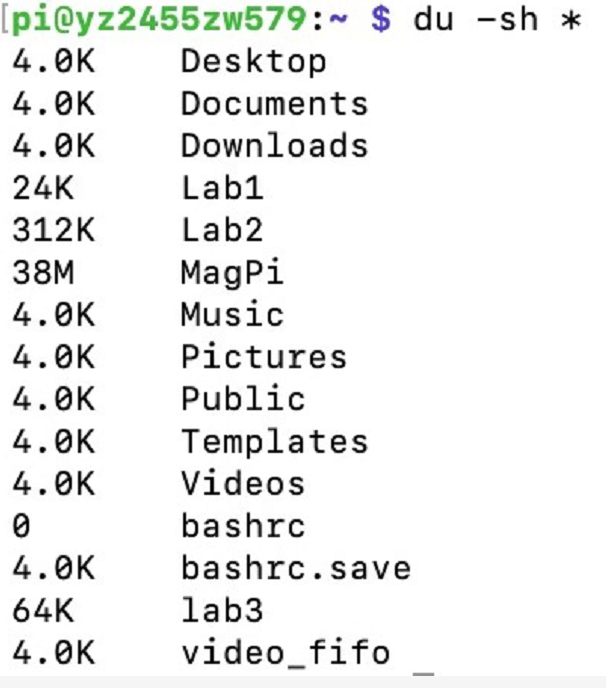 [pi@yz2455zw579:~ $ du -sh *
4.0K Desktop
4.0K Documents
4.0K Downloads
24K Lab1
312K Lab2
38M MagPi
4.0K Music
4.0K Pictures
4.0K Public
4.0K Templates
4.0K Videos
0 bashrc
4.0K bashrc.save
64K lab3
4.0K video_fifo